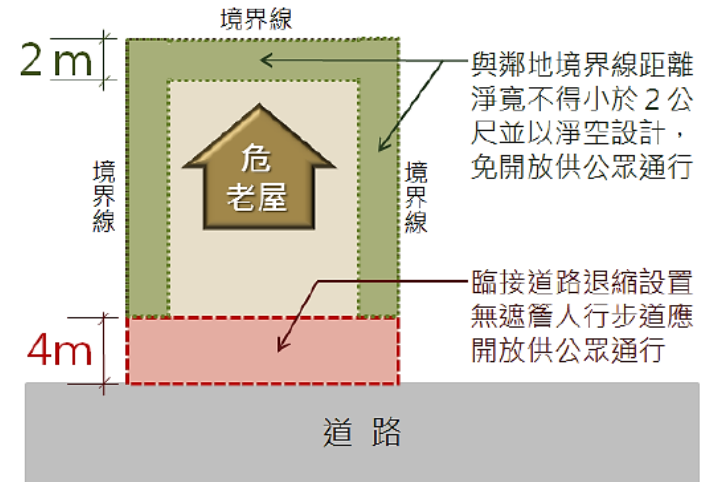 境界線
2m
與鄰地境界線距離
淨寬不得小於2公
尺並以淨空設計，
免開放供公眾通行
危
老屋
境界線
境界線
臨接道路退縮設置
無遮簷人行步道應
開放供公眾通行
4m
道路